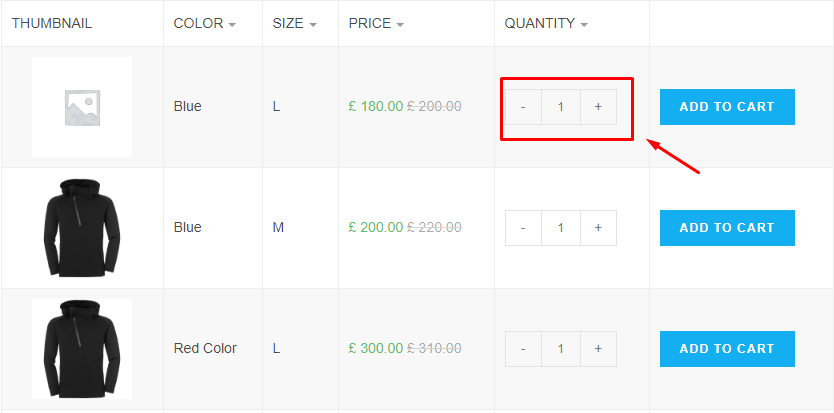 THUMBNAIL COLOR SIZE PRICE QUANTITY
Blue L £ 180.00 £ 200.00 - 1 + ADD TO CART
Blue M £ 200.00 £ 220.00 - 1 + ADD TO CART
Red Color L £ 300.00 £ 310.00 - 1 + ADD TO CART